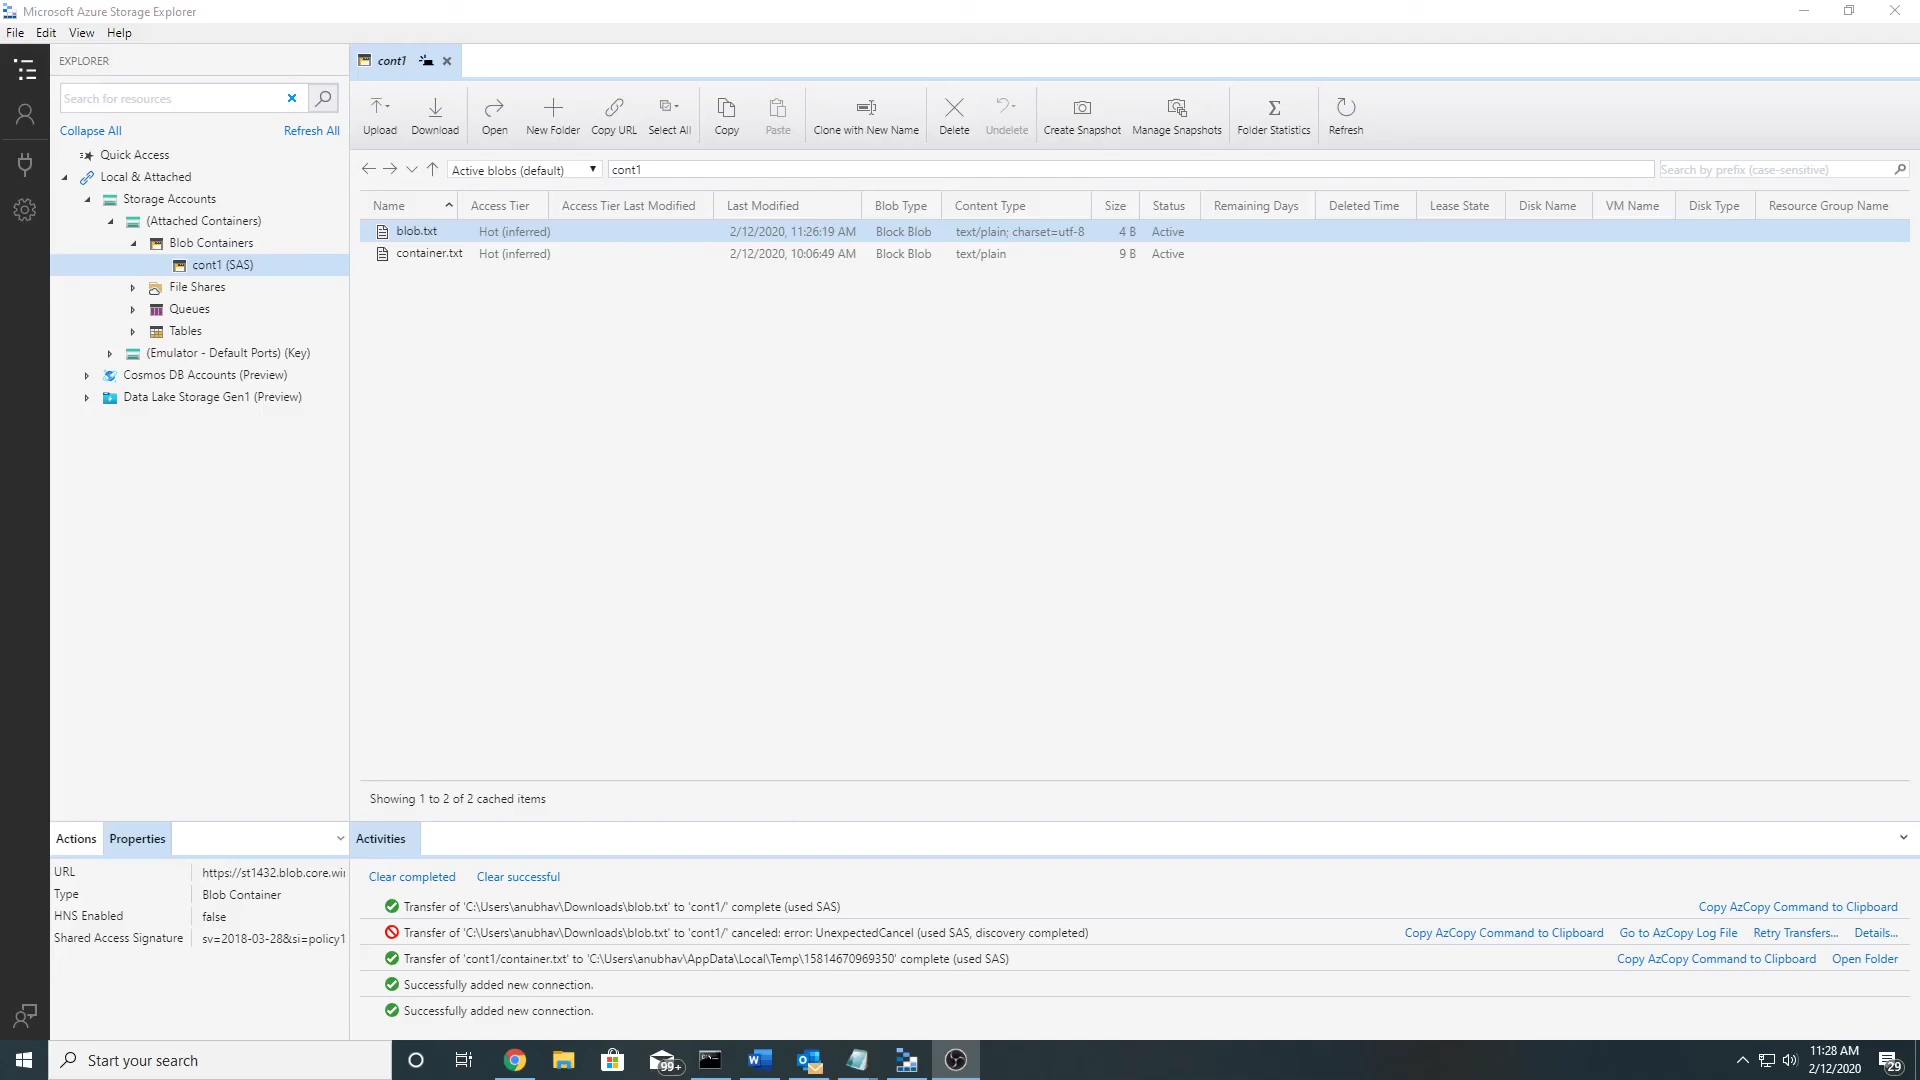 Microsoft Azure Storage Explorer
File Edit View Help
EXPLORER
Search for resources
Collapse All Refresh All
Quick Access
Local & Attached
Storage Accounts
(Attached Containers)
Blob Containers
cont1 (SAS)
File Shares
Queues
Tables
(Emulator - Default Ports) (Key)
Cosmos DB Accounts (Preview)
Data Lake Storage Gen1 (Preview)
cont1
Upload Download Open New Folder Copy URL Select All Copy Paste Clone with New Name Delete Undelete Create Snapshot Manage Snapshots Folder Statistics Refresh
Active blobs (default) cont1 Search by prefix (case-sensitive)
Name Access Tier Access Tier Last Modified Last Modified Blob Type Content Type Size Status Remaining Days Deleted Time Lease State Disk Name VM Name Disk Type Resource Group Name
blob.txt Hot (inferred) 2/12/2020, 11:26:19 AM Block Blob text/plain; charset=utf-8 4 B Active
container.txt Hot (inferred) 2/12/2020, 10:06:49 AM Block Blob text/plain 9 B Active
Showing 1 to 2 of 2 cached items
Actions Properties
URL https://st1432.blob.core.wi
Type Blob Container
HNS Enabled false
Shared Access Signature sv=2018-03-28&si=policy1
Activities
Clear completed Clear successful
Transfer of 'C:\Users\anubhav\Downloads\blob.txt' to 'cont1/' complete (used SAS) Copy AzCopy Command to Clipboard
Transfer of 'C:\Users\anubhav\Downloads\blob.txt' to 'cont1/' canceled: error: UnexpectedCancel (used SAS, discovery completed) Copy AzCopy Command to Clipboard Go to AzCopy Log File Retry Transfers... Details...
Transfer of 'cont1/container.txt' to 'C:\Users\anubhav\AppData\Local\Temp\15814670969350' complete (used SAS) Copy AzCopy Command to Clipboard Open Folder
Successfully added new connection.
Successfully added new connection.
Start your search
99+
11:28 AM
2/12/2020
29